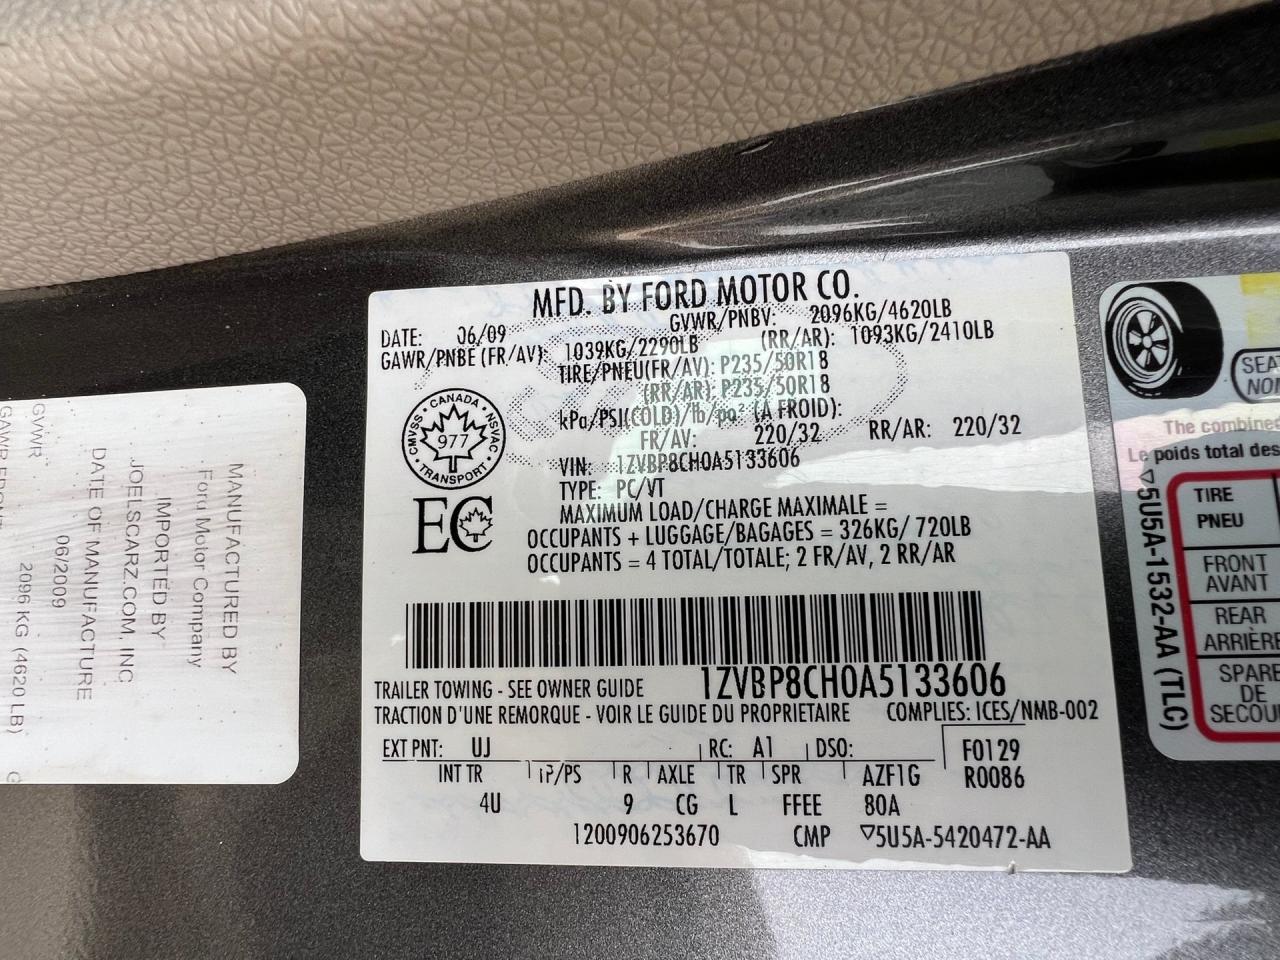 MFD. BY FORD MOTOR CO.
DATE: 06/09 GVWR/PNBV: 2096KG/4620LB
GAWR/PNBE (FR/AV): 1039KG/2290LB (RR/AR): 1093KG/2410LB
TIRE/PNEU(FR/AV): P235/50R18
(RR/AR): P235/50R18
kPa/PSI(COLD)/lb/po² (A FROID):
FR/AV: 220/32 RR/AR: 220/32
VIN: 1ZVBP8CH0A5133606
TYPE: PC/VT
MAXIMUM LOAD/CHARGE MAXIMALE =
OCCUPANTS + LUGGAGE/BAGAGES = 326KG/ 720LB
OCCUPANTS = 4 TOTAL/TOTALE; 2 FR/AV, 2 RR/AR
CANADA
CMVSS NSVAC
977
TRANSPORT
EC
1ZVBP8CH0A5133606
TRAILER TOWING - SEE OWNER GUIDE
TRACTION D'UNE REMORQUE - VOIR LE GUIDE DU PROPRIETAIRE COMPLIES: ICES/NMB-002
EXT PNT: UJ RC: A1 DSO: F0129
INT TR TP/PS R AXLE TR SPR AZF1G R0086
4U 9 CG L FFEE 80A
1200906253670 CMP ▽5U5A-5420472-AA
MANUFACTURED BY
Ford Motor Company
IMPORTED BY
JOELSCARZ.COM, INC
DATE OF MANUFACTURE
06/2009
GVWR 2096 KG (4620 LB)
GAWR FRONT
The combined
Le poids total des
▽5U5A-1532-AA (TLC)
TIRE
PNEU
FRONT
AVANT
REAR
ARRIÈRE
SPARE
DE